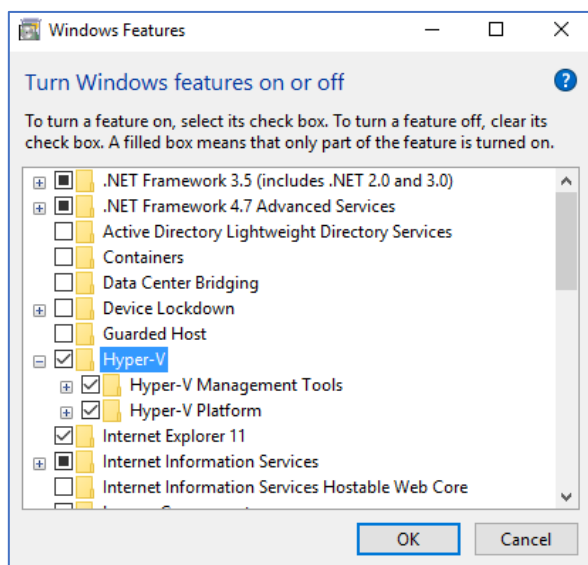 Windows Features
Turn Windows features on or off
To turn a feature on, select its check box. To turn a feature off, clear its
check box. A filled box means that only part of the feature is turned on.
.NET Framework 3.5 (includes .NET 2.0 and 3.0)
.NET Framework 4.7 Advanced Services
Active Directory Lightweight Directory Services
Containers
Data Center Bridging
Device Lockdown
Guarded Host
Hyper-V
Hyper-V Management Tools
Hyper-V Platform
Internet Explorer 11
Internet Information Services
Internet Information Services Hostable Web Core
OK Cancel